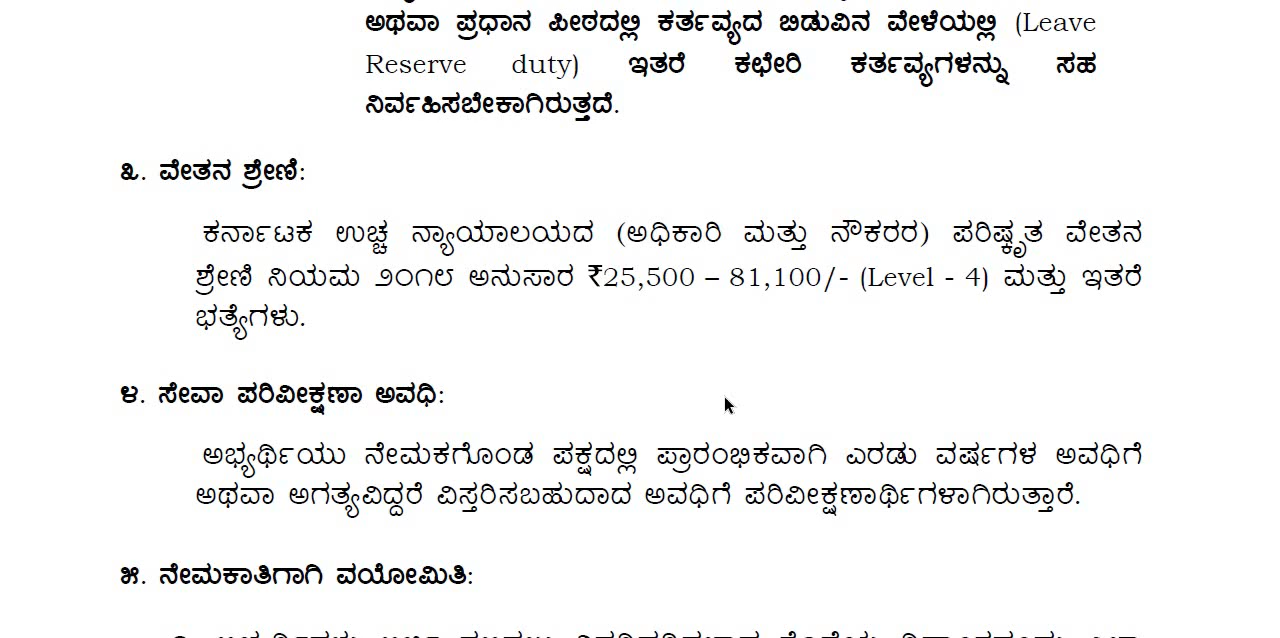 ಅಥವಾ ಪ್ರಧಾನ ಪೀಠದಲ್ಲಿ ಕರ್ತವ್ಯದ ಬಿಡುವಿನ ವೇಳೆಯಲ್ಲಿ (Leave
Reserve duty) ಇತರೆ ಕಛೇರಿ ಕರ್ತವ್ಯಗಳನ್ನು ಸಹ
ನಿರ್ವಹಿಸಬೇಕಾಗಿರುತ್ತದೆ.
೩. ವೇತನ ಶ್ರೇಣಿ:
ಕರ್ನಾಟಕ ಉಚ್ಚ ನ್ಯಾಯಾಲಯದ (ಅಧಿಕಾರಿ ಮತ್ತು ನೌಕರರ) ಪರಿಷ್ಕೃತ ವೇತನ
ಶ್ರೇಣಿ ನಿಯಮ ೨೦೧೮ ಅನುಸಾರ ₹25,500 – 81,100/- (Level - 4) ಮತ್ತು ಇತರೆ
ಭತ್ಯೆಗಳು.
೪. ಸೇವಾ ಪರಿವೀಕ್ಷಣಾ ಅವಧಿ:
ಅಭ್ಯರ್ಥಿಯು ನೇಮಕಗೊಂಡ ಪಕ್ಷದಲ್ಲಿ ಪ್ರಾರಂಭಿಕವಾಗಿ ಎರಡು ವರ್ಷಗಳ ಅವಧಿಗೆ
ಅಥವಾ ಅಗತ್ಯವಿದ್ದರೆ ವಿಸ್ತರಿಸಬಹುದಾದ ಅವಧಿಗೆ ಪರಿವೀಕ್ಷಣಾರ್ಥಿಗಳಾಗಿರುತ್ತಾರೆ.
೫. ನೇಮಕಾತಿಗಾಗಿ ವಯೋಮಿತಿ: